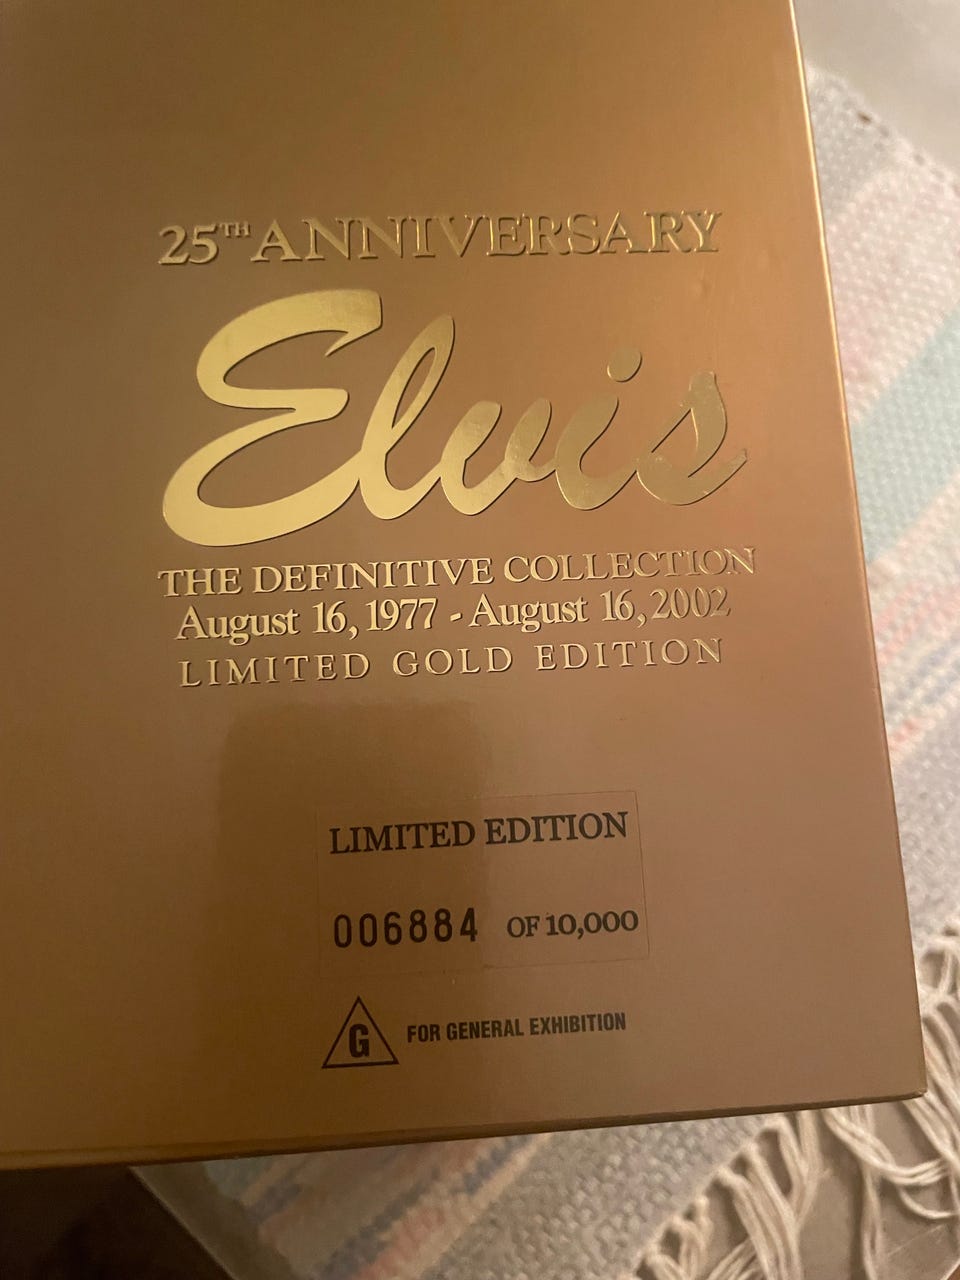 25TH ANNIVERSARY
Elvis
THE DEFINITIVE COLLECTION
August 16, 1977 - August 16, 2002
LIMITED GOLD EDITION
LIMITED EDITION
006884 OF 10,000
G FOR GENERAL EXHIBITION